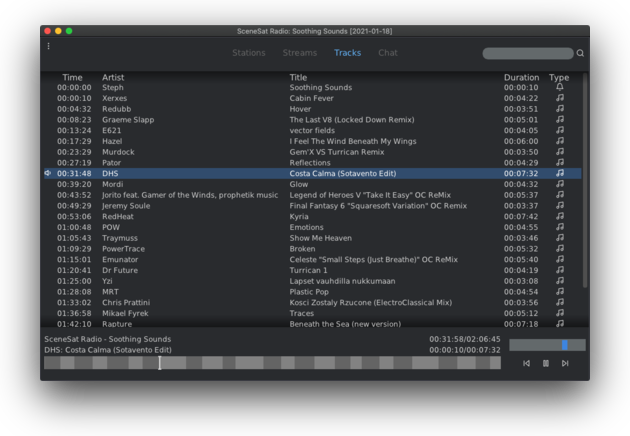 SceneSat Radio: Soothing Sounds [2021-01-18]
Stations Streams Tracks Chat
Time Artist Title Duration Type
00:00:00 Steph Soothing Sounds 00:00:10
00:00:10 Xerxes Cabin Fever 00:04:22
00:04:32 Redubb Hover 00:03:51
00:08:23 Graeme Slapp The Last V8 (Locked Down Remix) 00:05:01
00:13:24 E621 vector fields 00:04:05
00:17:29 Hazel I Feel The Wind Beneath My Wings 00:06:00
00:23:29 Murdock Gem'X VS Turrican Remix 00:03:50
00:27:19 Pator Reflections 00:04:29
00:31:48 DHS Costa Calma (Sotavento Edit) 00:07:32
00:39:20 Mordi Glow 00:04:32
00:43:52 Jorito feat. Gamer of the Winds, prophetik music Legend of Heroes V "Take It Easy" OC ReMix 00:05:37
00:49:29 Jeremy Soule Final Fantasy 6 "Squaresoft Variation" OC Remix 00:03:37
00:53:06 RedHeat Kyria 00:07:42
01:00:48 POW Emotions 00:04:55
01:05:43 Traymuss Show Me Heaven 00:03:46
01:09:29 PowerTrace Broken 00:05:32
01:15:01 Emunator Celeste "Small Steps (Just Breathe)" OC ReMix 00:05:40
01:20:41 Dr Future Turrican 1 00:04:19
01:25:00 Yzi Lapset vauhdilla nukkumaan 00:03:08
01:28:08 MRT Plastic Pop 00:04:54
01:33:02 Chris Prattini Kosci Zostaly Rzucone (ElectroClassical Mix) 00:03:56
01:36:58 Mikael Fyrek Traces 00:05:12
01:42:10 Rapture Beneath the Sea (new version) 00:07:18
SceneSat Radio - Soothing Sounds 00:31:58/02:06:45
DHS: Costa Calma (Sotavento Edit) 00:00:10/00:07:32